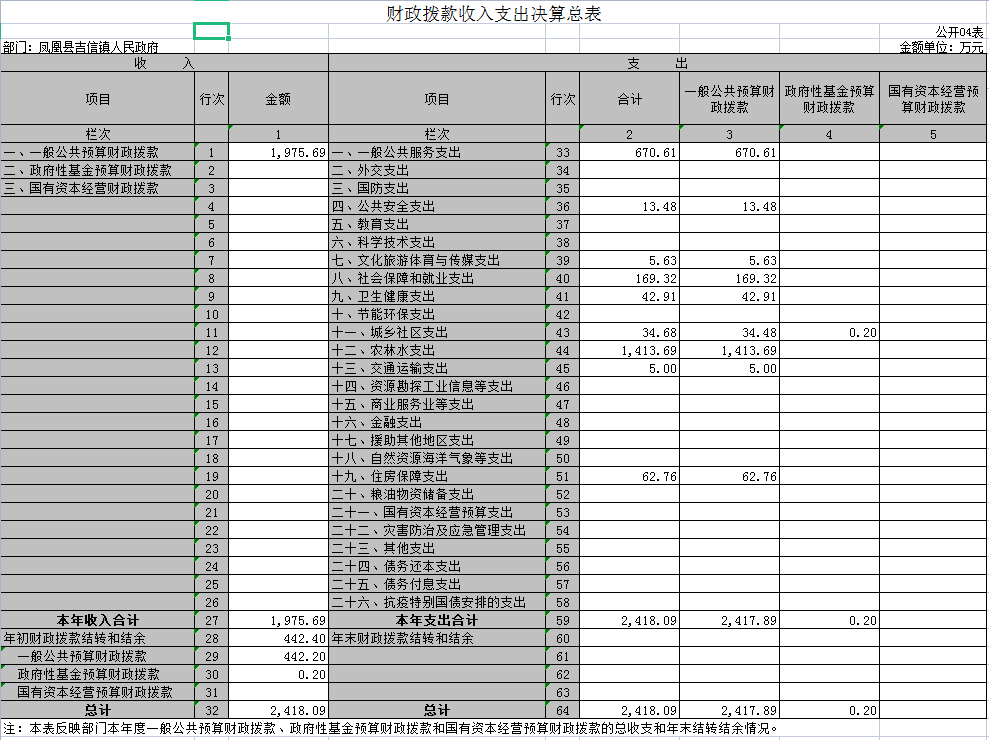 财政拨款收入支出决算总表
公开04表
部门：凤凰县吉信镇人民政府 金额单位：万元
收 入 支 出
项目 行次 金额 项目 行次 合计 一般公共预算财政拨款 政府性基金预算财政拨款 国有资本经营预算财政拨款
栏次 1 栏次 2 3 4 5
一、一般公共预算财政拨款 1 1,975.69 一、一般公共服务支出 33 670.61 670.61
二、政府性基金预算财政拨款 2 二、外交支出 34
三、国有资本经营财政拨款 3 三、国防支出 35
4 四、公共安全支出 36 13.48 13.48
5 五、教育支出 37
6 六、科学技术支出 38
7 七、文化旅游体育与传媒支出 39 5.63 5.63
8 八、社会保障和就业支出 40 169.32 169.32
9 九、卫生健康支出 41 42.91 42.91
10 十、节能环保支出 42
11 十一、城乡社区支出 43 34.68 34.48 0.20
12 十二、农林水支出 44 1,413.69 1,413.69
13 十三、交通运输支出 45 5.00 5.00
14 十四、资源勘探工业信息等支出 46
15 十五、商业服务业等支出 47
16 十六、金融支出 48
17 十七、援助其他地区支出 49
18 十八、自然资源海洋气象等支出 50
19 十九、住房保障支出 51 62.76 62.76
20 二十、粮油物资储备支出 52
21 二十一、国有资本经营预算支出 53
22 二十二、灾害防治及应急管理支出 54
23 二十三、其他支出 55
24 二十四、债务还本支出 56
25 二十五、债务付息支出 57
26 二十六、抗疫特别国债安排的支出 58
本年收入合计 27 1,975.69 本年支出合计 59 2,418.09 2,417.89 0.20
年初财政拨款结转和结余 28 442.40 年末财政拨款结转和结余 60
一般公共预算财政拨款 29 442.20 61
政府性基金预算财政拨款 30 0.20 62
国有资本经营预算财政拨款 31 63
总计 32 2,418.09 总计 64 2,418.09 2,417.89 0.20
注：本表反映部门本年度一般公共预算财政拨款、政府性基金预算财政拨款和国有资本经营预算财政拨款的总收支和年末结转结余情况。